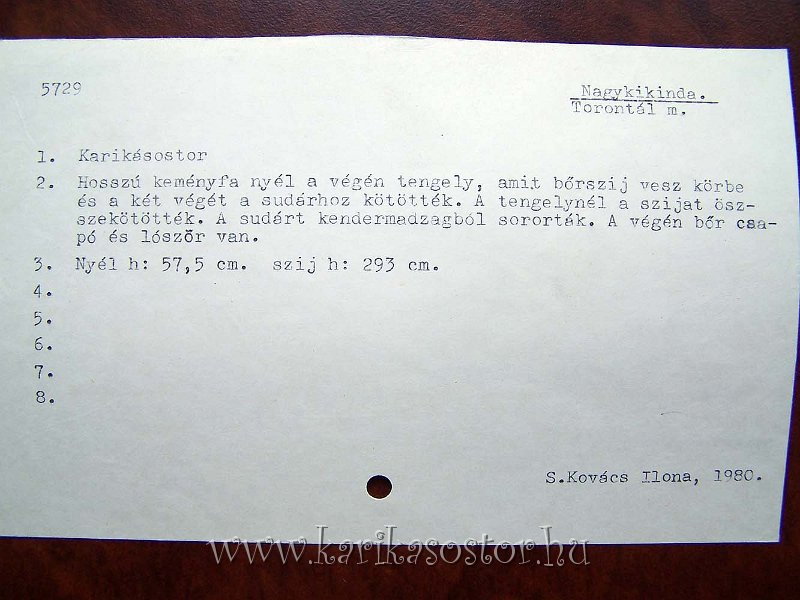 5729
Nagykikinda.
Torontál m.
1. Karikásostor
2. Hosszú keményfa nyél a végén tengely, amit bőrszij vesz körbe
és a két végét a sudárhoz kötötték. A tengelynél a szijat ösz-
szekötötték. A sudárt kendermadzagból sororták. A végén bőr csa-
pó és lószőr van.
3. Nyél h: 57,5 cm. szij h: 293 cm.
4.
5.
6.
7.
8.
S.Kovács Ilona, 1980.
www.karikasostor.hu